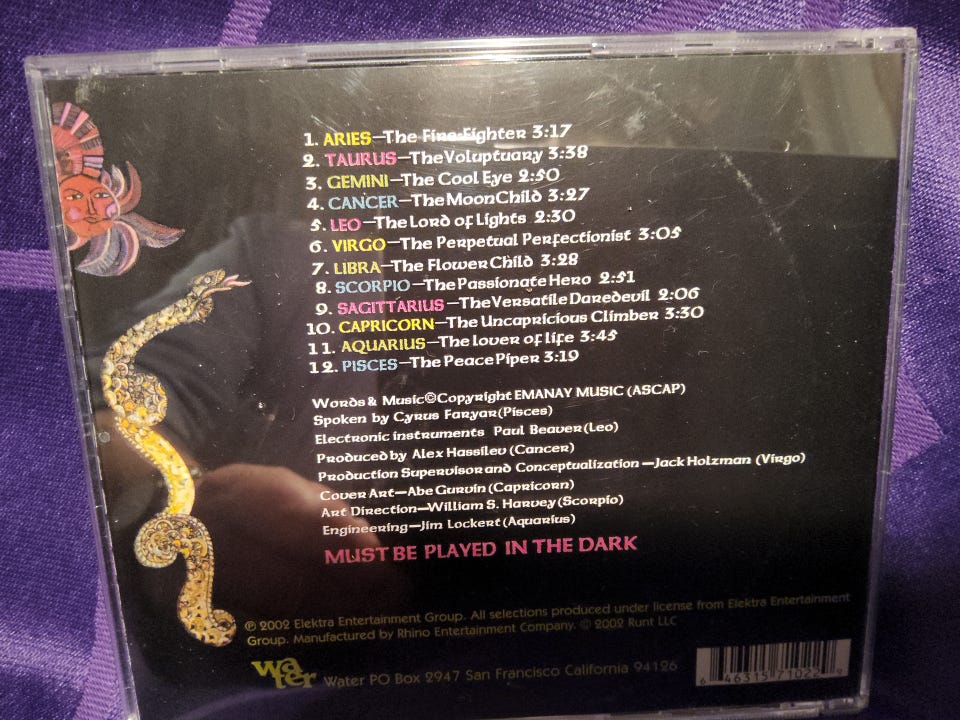 1. ARIES—The Fire Fighter 3:17
2. TAURUS—The Voluptuary 3:38
3. GEMINI—The Cool Eye 2:50
4. CANCER—The Moon Child 3:27
5. LEO—The Lord of Lights 2:30
6. VIRGO—The Perpetual Perfectionist 3:05
7. LIBRA—The Flower Child 3:28
8. SCORPIO—The Passionate Hero 2:51
9. SAGITTARIUS—The Versatile Daredevil 2:06
10. CAPRICORN—The Uncapricious Climber 3:30
11. AQUARIUS—The lover of life 3:45
12. PISCES—The Peace Piper 3:19
Words & Music©Copyright EMANAY MUSIC (ASCAP)
Spoken by Cyrus Faryar (Pisces)
Electronic instruments Paul Beaver (Leo)
Produced by Alex Hassilev (Cancer)
Production Supervisor and Conceptualization—Jack Holzman (Virgo)
Cover Art—Abe Gurvin (Capricorn)
Art Direction—William S. Harvey (Scorpio)
Engineering—Jim Lockert (Aquarius)
MUST BE PLAYED IN THE DARK
℗ 2002 Elektra Entertainment Group. All selections produced under license from Elektra Entertainment
Group. Manufactured by Rhino Entertainment Company. © 2002 Runt LLC
water Water PO Box 2947 San Francisco California 94126
6 46315 71022 9